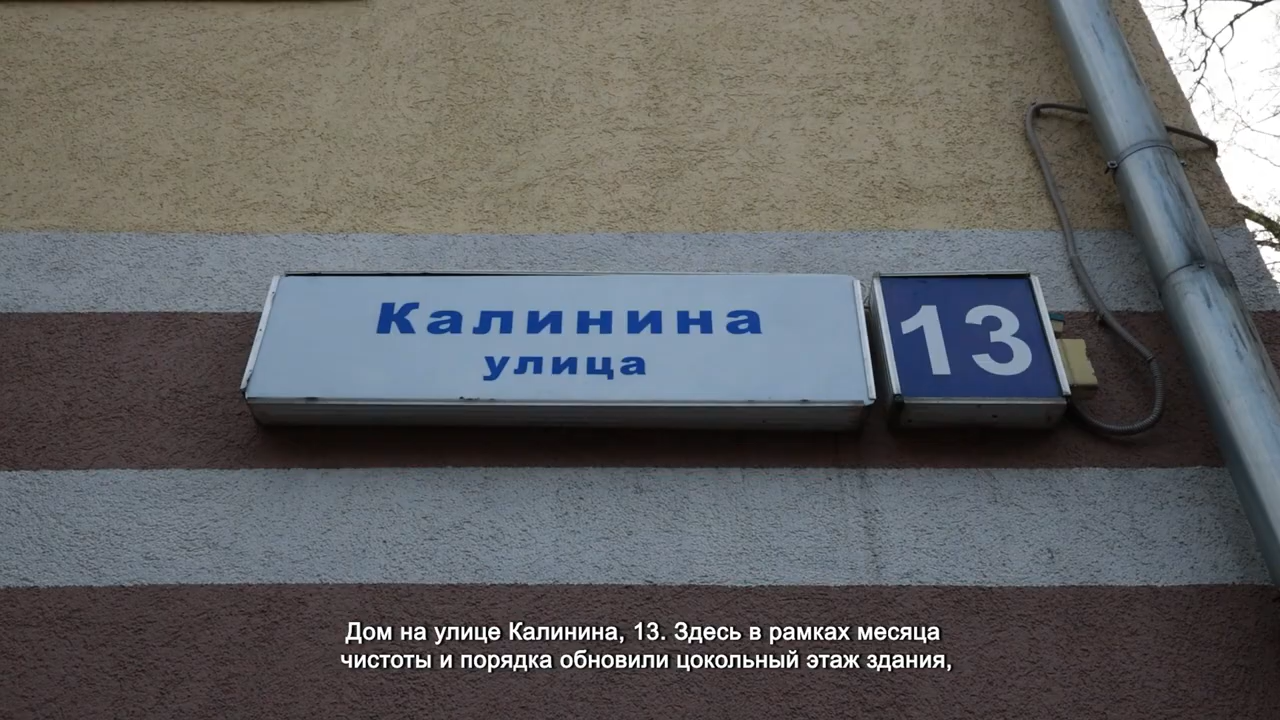 Калинина
улица
13
Дом на улице Калинина, 13. Здесь в рамках месяца
чистоты и порядка обновили цокольный этаж здания,